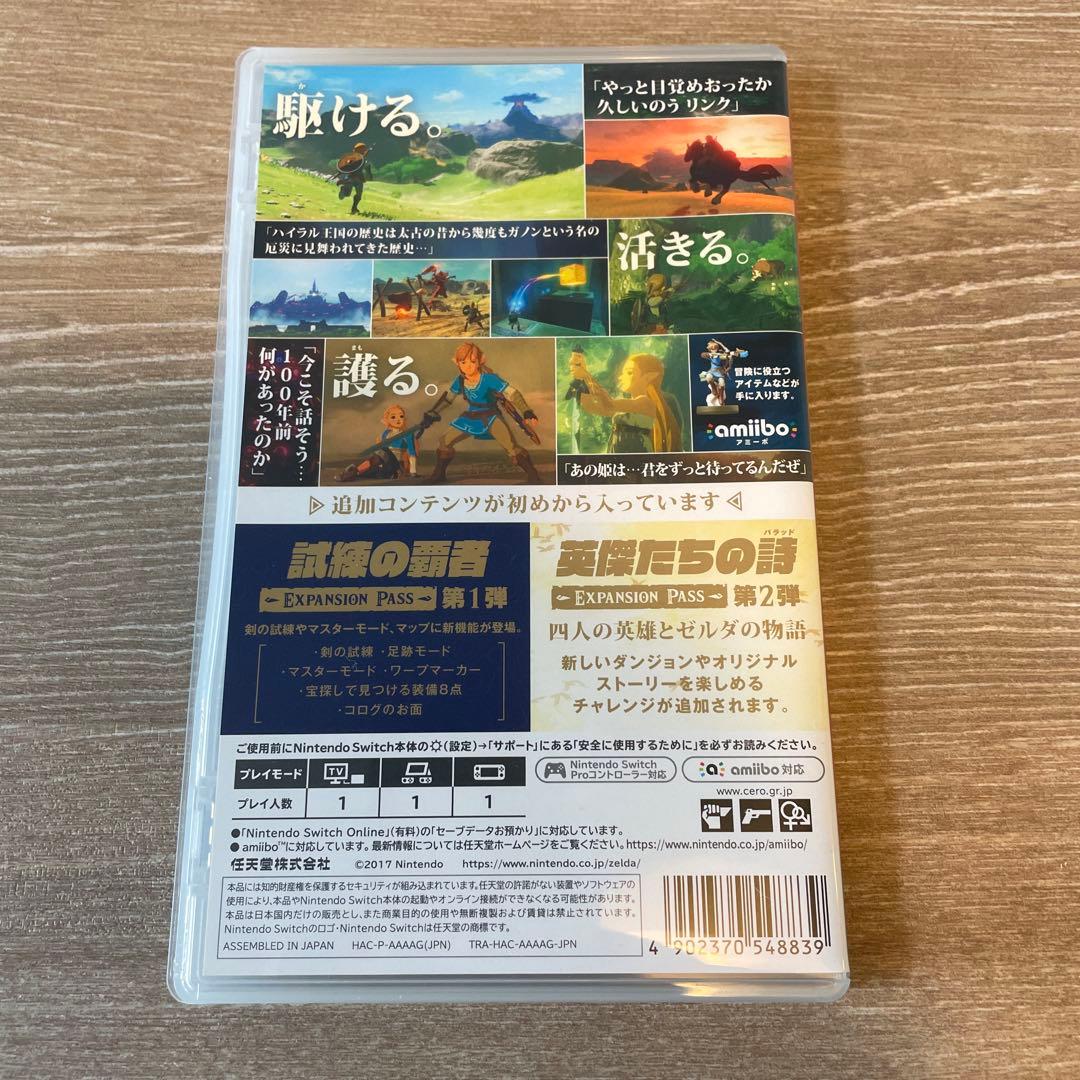 駆ける。
か
「やっと目覚めおったか
久しいのう リンク」
「ハイラル王国の歴史は太古の昔から幾度もガノンという名の
厄災に見舞われてきた歴史…」
活きる。
「今こそ話そう…
100年前
何があったのか」
護る。
まも
冒険に役立つ
アイテムなどが
手に入ります。
amiibo
アミーボ
「あの姫は…君をずっと待ってるんだぜ」
追加コンテンツが初めから入っています
試練の覇者
EXPANSION PASS 第1弾
剣の試練やマスターモード、マップに新機能が登場。
・剣の試練 ・足跡モード
・マスターモード ・ワープマーカー
・宝探しで見つける装備8点
・コログのお面
英傑たちの詩
バラッド
EXPANSION PASS 第2弾
四人の英雄とゼルダの物語
新しいダンジョンやオリジナル
ストーリーを楽しめる
チャレンジが追加されます。
ご使用前にNintendo Switch本体の(設定)→「サポート」にある「安全に使用するために」を必ずお読みください。
プレイモード TV
プレイ人数 1 1 1
Nintendo Switch
Proコントローラー対応
amiibo 対応
www.cero.gr.jp
●「Nintendo Switch Online」(有料)の「セーブデータお預かり」に対応しています。
●amiibo™に対応しています。最新情報については任天堂ホームページをご覧ください。https://www.nintendo.co.jp/amiibo/
任天堂株式会社 ©2017 Nintendo https://www.nintendo.co.jp/zelda/
本品には知的財産権を保護するセキュリティが組み込まれています。任天堂の許諾がない装置やソフトウェアの
使用により、本品やNintendo Switch本体の起動やオンライン接続ができなくなる可能性があります。
本品は日本国内だけの販売とし、また商業目的の使用や無断複製および賃貸は禁止されています。
Nintendo Switchのロゴ・Nintendo Switchは任天堂の商標です。
ASSEMBLED IN JAPAN HAC-P-AAAAG(JPN) TRA-HAC-AAAAG-JPN
4 902370 548839